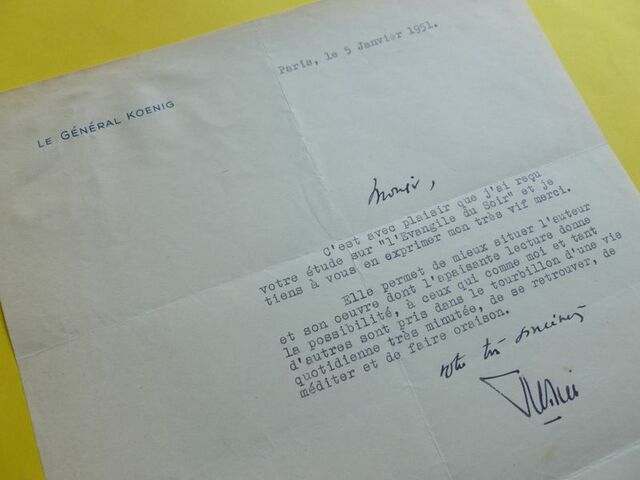 Paris, le 5 Janvier 1951.
LE GÉNÉRAL KOENIG
C'est avec plaisir que j'ai reçu
votre étude sur "l'Evangile du Soir" et je
tiens à vous en exprimer mon très vif merci.
Elle permet de mieux situer l'auteur
et son oeuvre dont l'apaisante lecture donne
la possibilité, à ceux qui comme moi et tant
d'autres sont pris dans le tourbillon d'une vie
quotidienne très minutée, de se retrouver, de
méditer et de faire oraison.
votre très